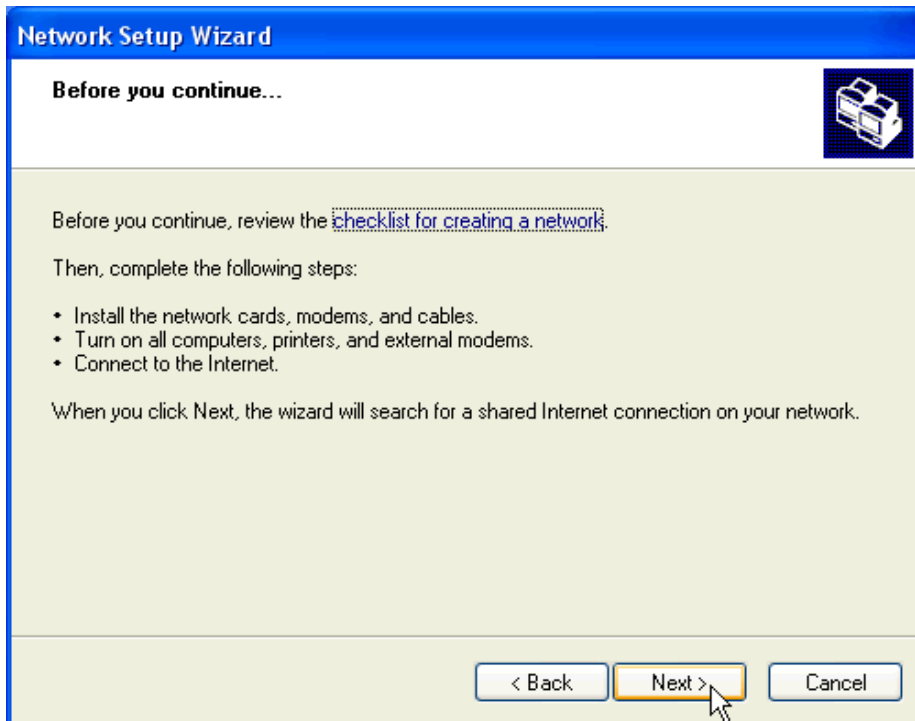 Network Setup Wizard
Before you continue...
Before you continue, review the checklist for creating a network.
Then, complete the following steps:
• Install the network cards, modems, and cables.
• Turn on all computers, printers, and external modems.
• Connect to the Internet.
When you click Next, the wizard will search for a shared Internet connection on your network.
< Back Next > Cancel